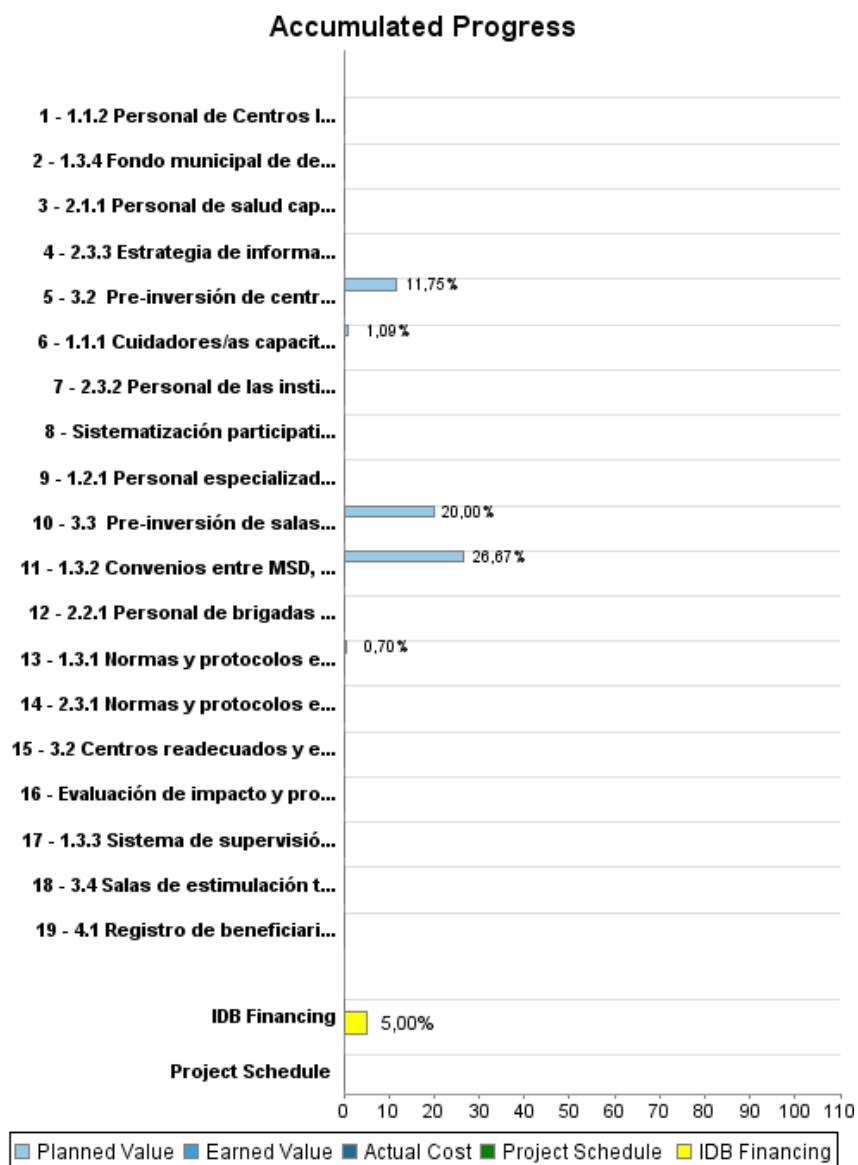 Accumulated Progress
1 - 1.1.2 Personal de Centros I...
2 - 1.3.4 Fondo municipal de de...
3 - 2.1.1 Personal de salud cap...
4 - 2.3.3 Estrategia de informa...
5 - 3.2 Pre-inversión de centr...
11,75%
6 - 1.1.1 Cuidadores/as capacit...
1,09%
7 - 2.3.2 Personal de las insti...
8 - Sistematización participati...
9 - 1.2.1 Personal especializad...
10 - 3.3 Pre-inversión de salas...
20,00%
11 - 1.3.2 Convenios entre MSD, ...
26,67%
12 - 2.2.1 Personal de brigadas ...
13 - 1.3.1 Normas y protocolos e...
0,70%
14 - 2.3.1 Normas y protocolos e...
15 - 3.2 Centros readecuados y e...
16 - Evaluación de impacto y pro...
17 - 1.3.3 Sistema de supervisió...
18 - 3.4 Salas de estimulación t...
19 - 4.1 Registro de beneficiari...
IDB Financing
5,00%
Project Schedule
0 10 20 30 40 50 60 70 80 90 100 110
Planned Value Earned Value Actual Cost Project Schedule IDB Financing